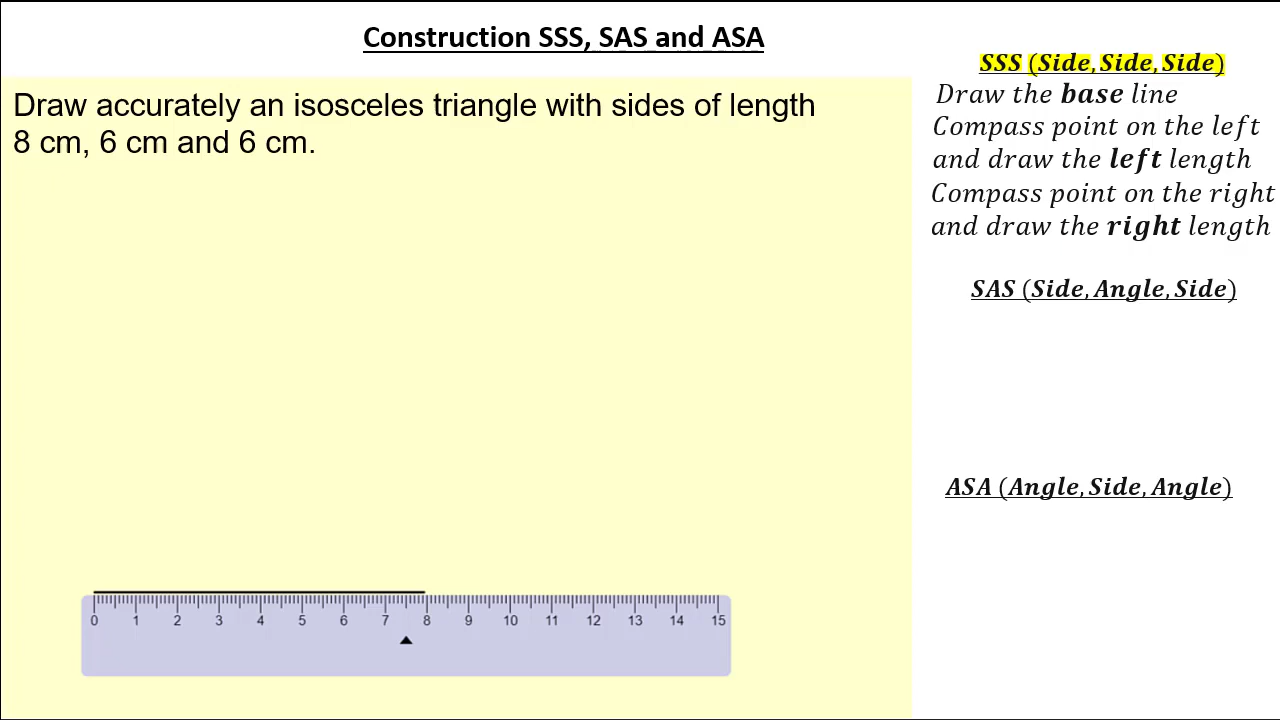 Construction SSS, SAS and ASA
Draw accurately an isosceles triangle with sides of length
8 cm, 6 cm and 6 cm.
SSS (Side, Side, Side)
Draw the base line
Compass point on the left
and draw the left length
Compass point on the right
and draw the right length
SAS (Side, Angle, Side)
ASA (Angle, Side, Angle)
0 1 2 3 4 5 6 7 8 9 10 11 12 13 14 15